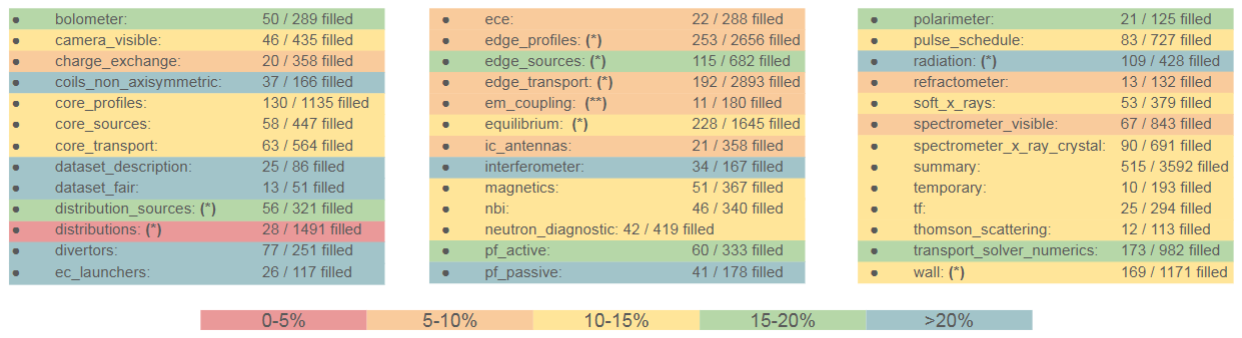 • bolometer: 50 / 289 filled
• camera_visible: 46 / 435 filled
• charge_exchange: 20 / 358 filled
• coils_non_axisymmetric: 37 / 166 filled
• core_profiles: 130 / 1135 filled
• core_sources: 58 / 447 filled
• core_transport: 63 / 564 filled
• dataset_description: 25 / 86 filled
• dataset_fair: 13 / 51 filled
• distribution_sources: (*) 56 / 321 filled
• distributions: (*) 28 / 1491 filled
• divertors: 77 / 251 filled
• ec_launchers: 26 / 117 filled
• ece: 22 / 288 filled
• edge_profiles: (*) 253 / 2656 filled
• edge_sources: (*) 115 / 682 filled
• edge_transport: (*) 192 / 2893 filled
• em_coupling: (**) 11 / 180 filled
• equilibrium: (*) 228 / 1645 filled
• ic_antennas: 21 / 358 filled
• interferometer: 34 / 167 filled
• magnetics: 51 / 367 filled
• nbi: 46 / 340 filled
• neutron_diagnostic: 42 / 419 filled
• pf_active: 60 / 333 filled
• pf_passive: 41 / 178 filled
• polarimeter: 21 / 125 filled
• pulse_schedule: 83 / 727 filled
• radiation: (*) 109 / 428 filled
• refractometer: 13 / 132 filled
• soft_x_rays: 53 / 379 filled
• spectrometer_visible: 67 / 843 filled
• spectrometer_x_ray_crystal: 90 / 691 filled
• summary: 515 / 3592 filled
• temporary: 10 / 193 filled
• tf: 25 / 294 filled
• thomson_scattering: 12 / 113 filled
• transport_solver_numerics: 173 / 982 filled
• wall: (*) 169 / 1171 filled
0-5% 5-10% 10-15% 15-20% >20%